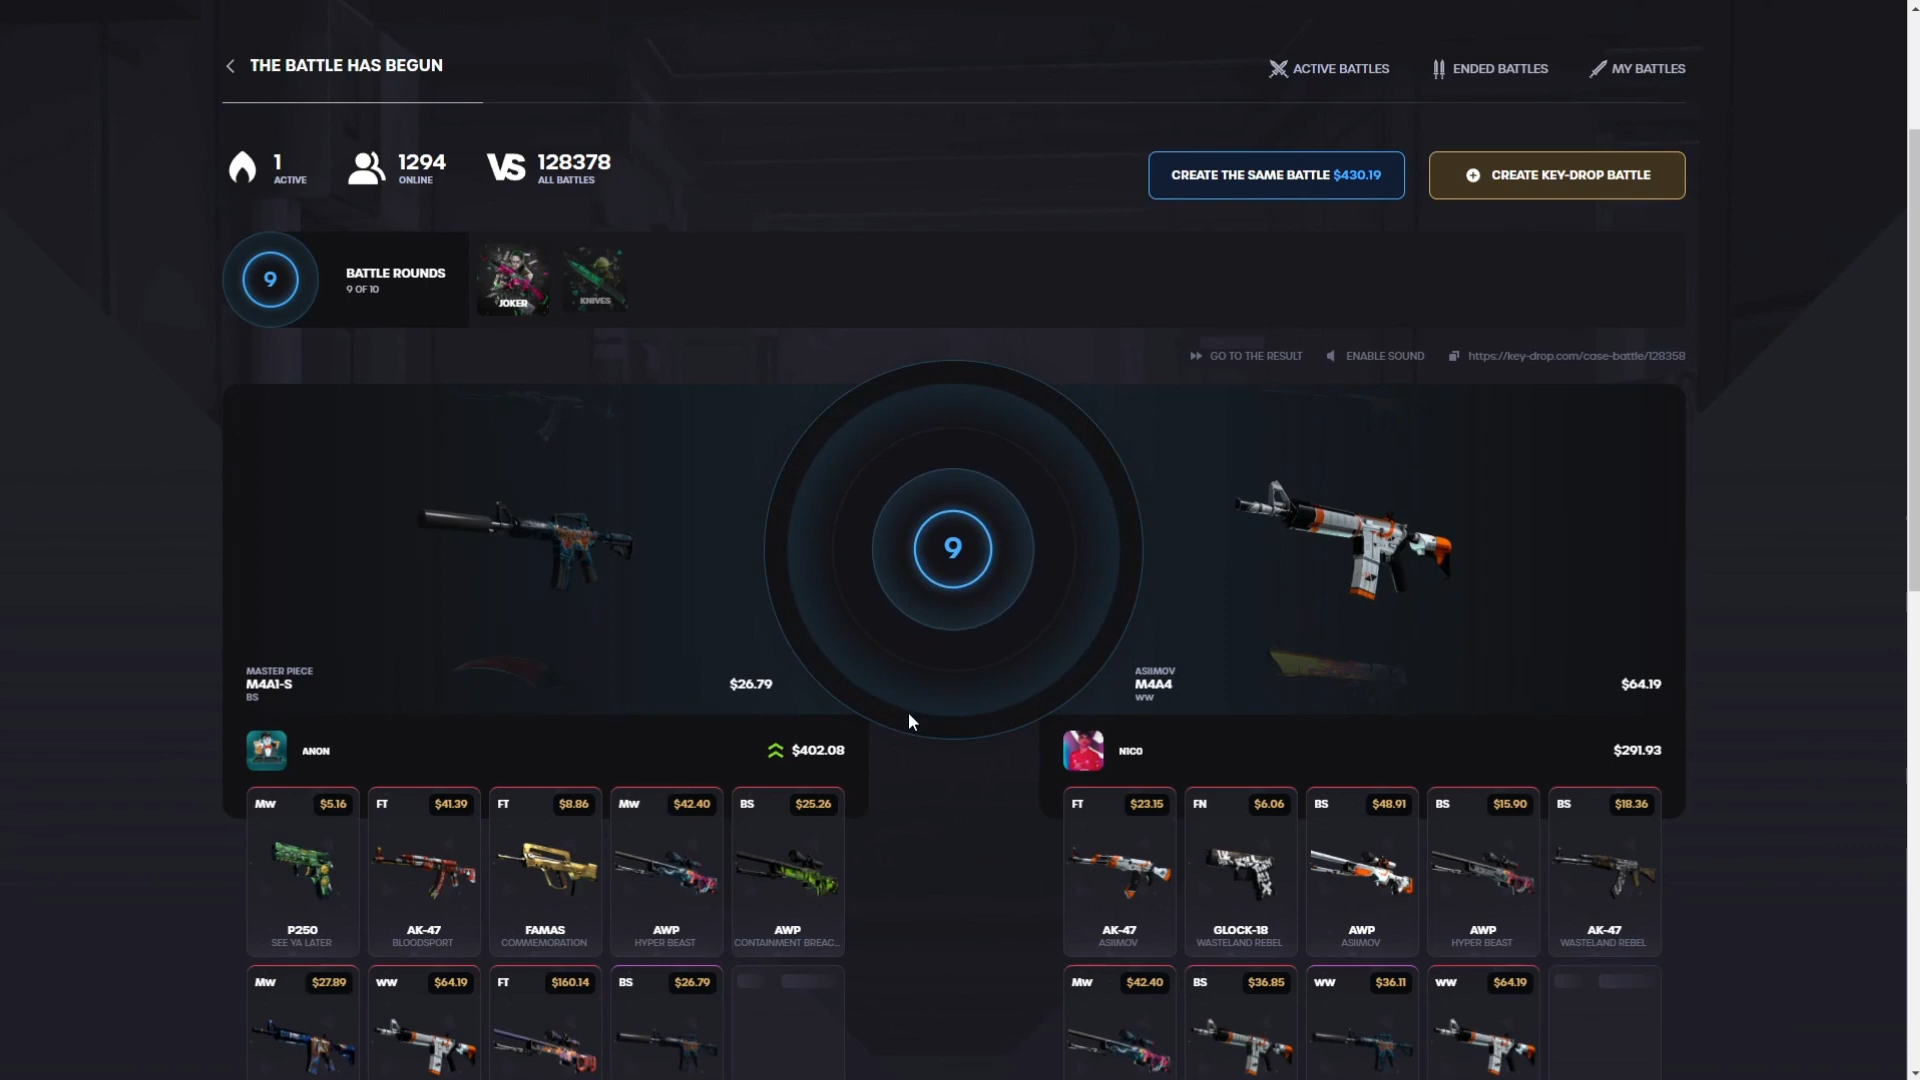 THE BATTLE HAS BEGUN
ACTIVE BATTLES
ENDED BATTLES
MY BATTLES
1
ACTIVE
1294
ONLINE
VS
128378
ALL BATTLES
CREATE THE SAME BATTLE $430.19
CREATE KEY-DROP BATTLE
9
BATTLE ROUNDS
9 OF 10
JOKER
KNIVES
GO TO THE RESULT
ENABLE SOUND
https://key-drop.com/case-battle/128358
9
MASTER PIECE
M4A1-S
BS
$26.79
ASIIMOV
M4A4
WW
$64.19
ANON
$402.08
NICO
$291.93
MW $5.16
P250
SEE YA LATER
FT $41.39
AK-47
BLOODSPORT
FT $8.86
FAMAS
COMMEMORATION
MW $42.40
AWP
HYPER BEAST
BS $25.26
AWP
CONTAINMENT BREAC...
FT $23.15
AK-47
ASIIMOV
FN $6.06
GLOCK-18
WASTELAND REBEL
BS $48.91
AWP
ASIIMOV
BS $15.90
AWP
HYPER BEAST
BS $18.36
AK-47
WASTELAND REBEL
MW $27.89
WW $64.19
FT $160.14
BS $26.79
MW $42.40
BS $36.85
WW $36.11
WW $64.19